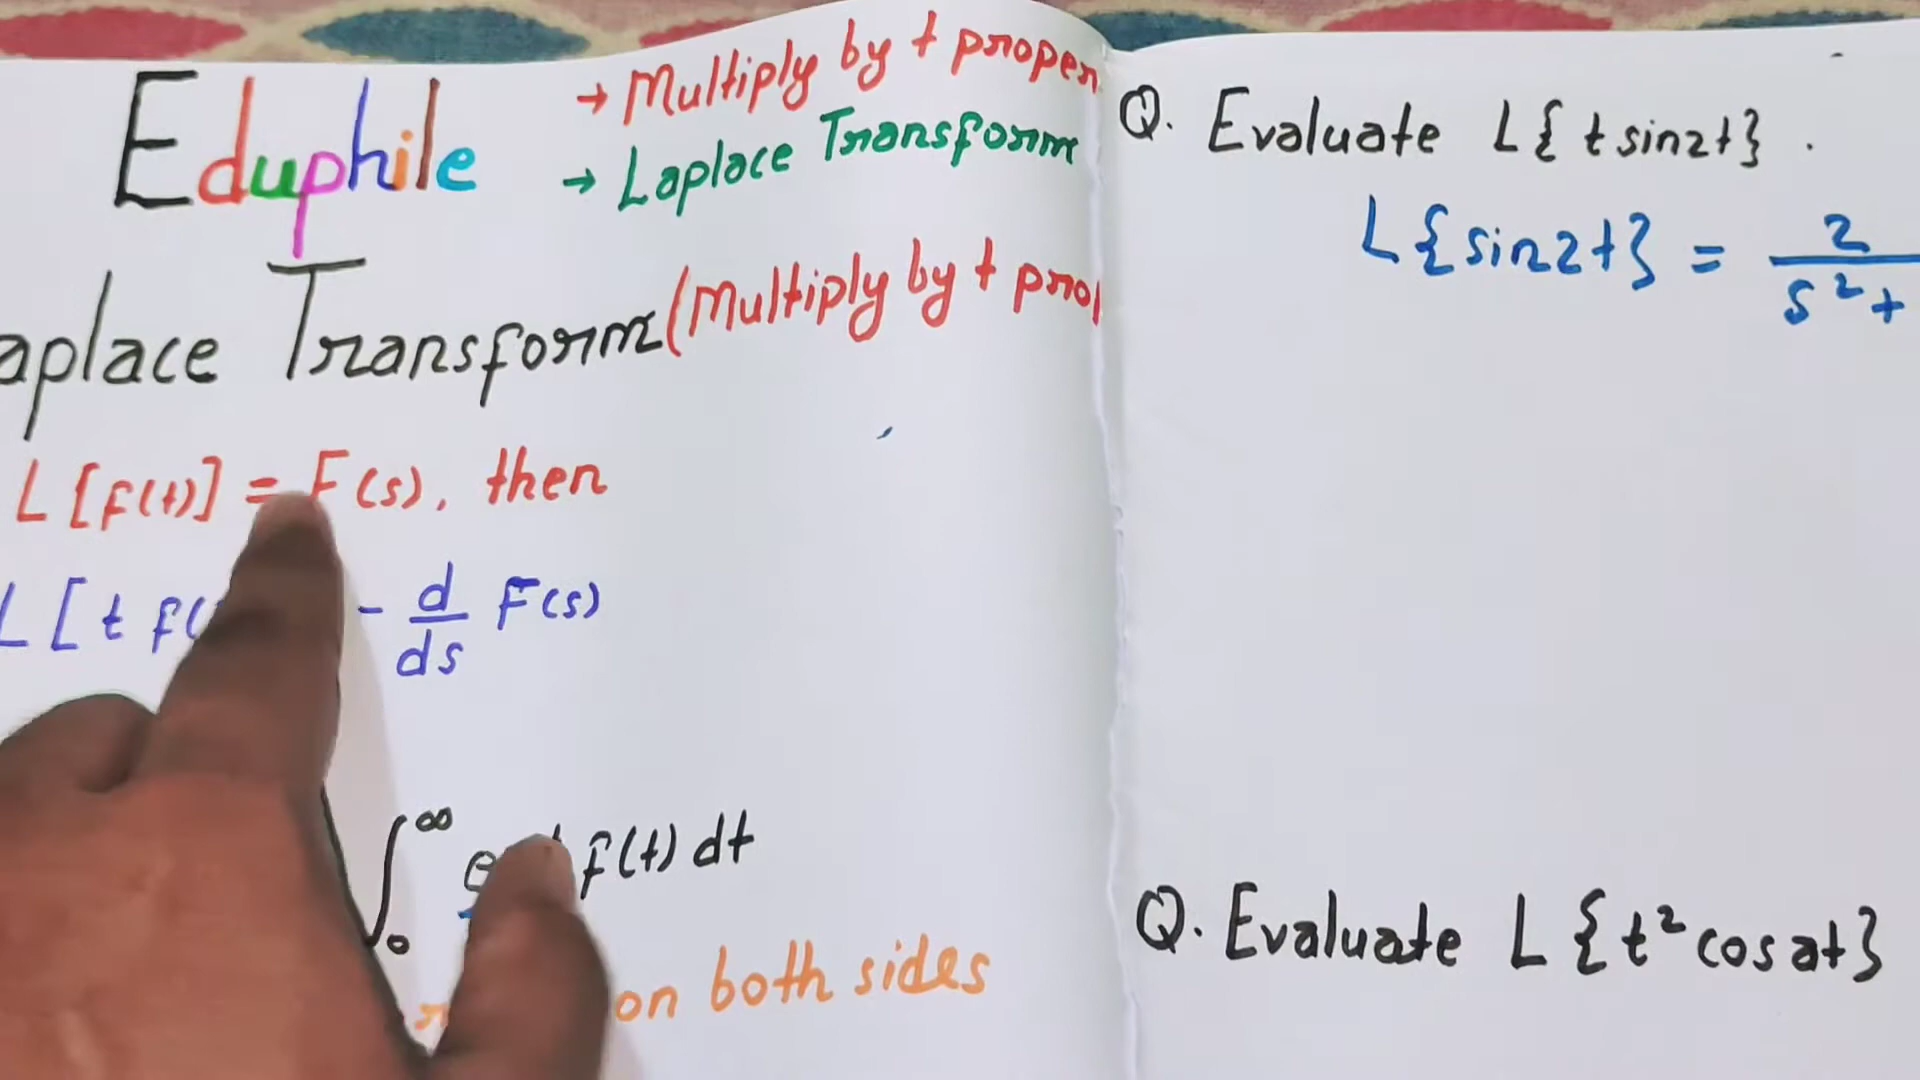 Eduphile
→ Multiply by t proper
→ Laplace Transform
aplace Transform (Multiply by t prop
L[f(t)] = F(s), then
L[t f( - d/ds F(s)
∫₀^∞ e f(t) dt
on both sides
Q. Evaluate L{t sin2t}.
L{sin2t} = 2/s²+
Q. Evaluate L{t² cos at}